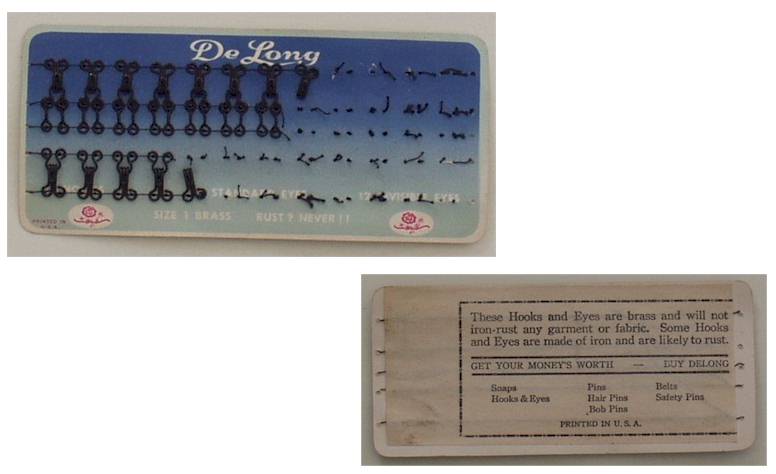 De Long
STANDARD EYES
SIZE 1 BRASS RUST? NEVER!!
PRINTED IN
U.S.A.
These Hooks and Eyes are brass and will not
iron-rust any garment or fabric. Some Hooks
and Eyes are made of iron and are likely to rust.
GET YOUR MONEY'S WORTH — BUY DELONG
Snaps Pins Belts
Hooks & Eyes Hair Pins Safety Pins
Bob Pins
PRINTED IN U. S. A.